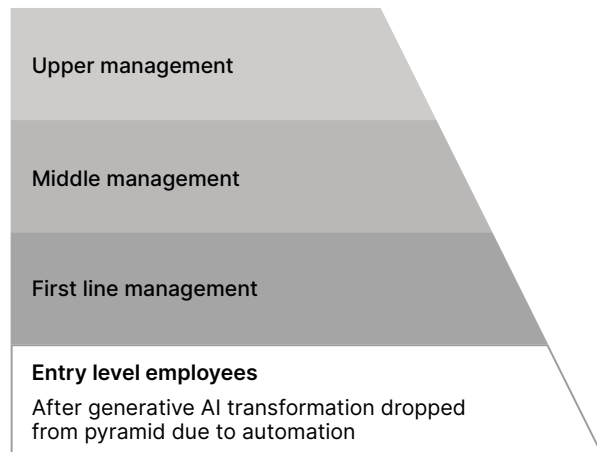 Upper management
Middle management
First line management
Entry level employees
After generative AI transformation dropped
from pyramid due to automation